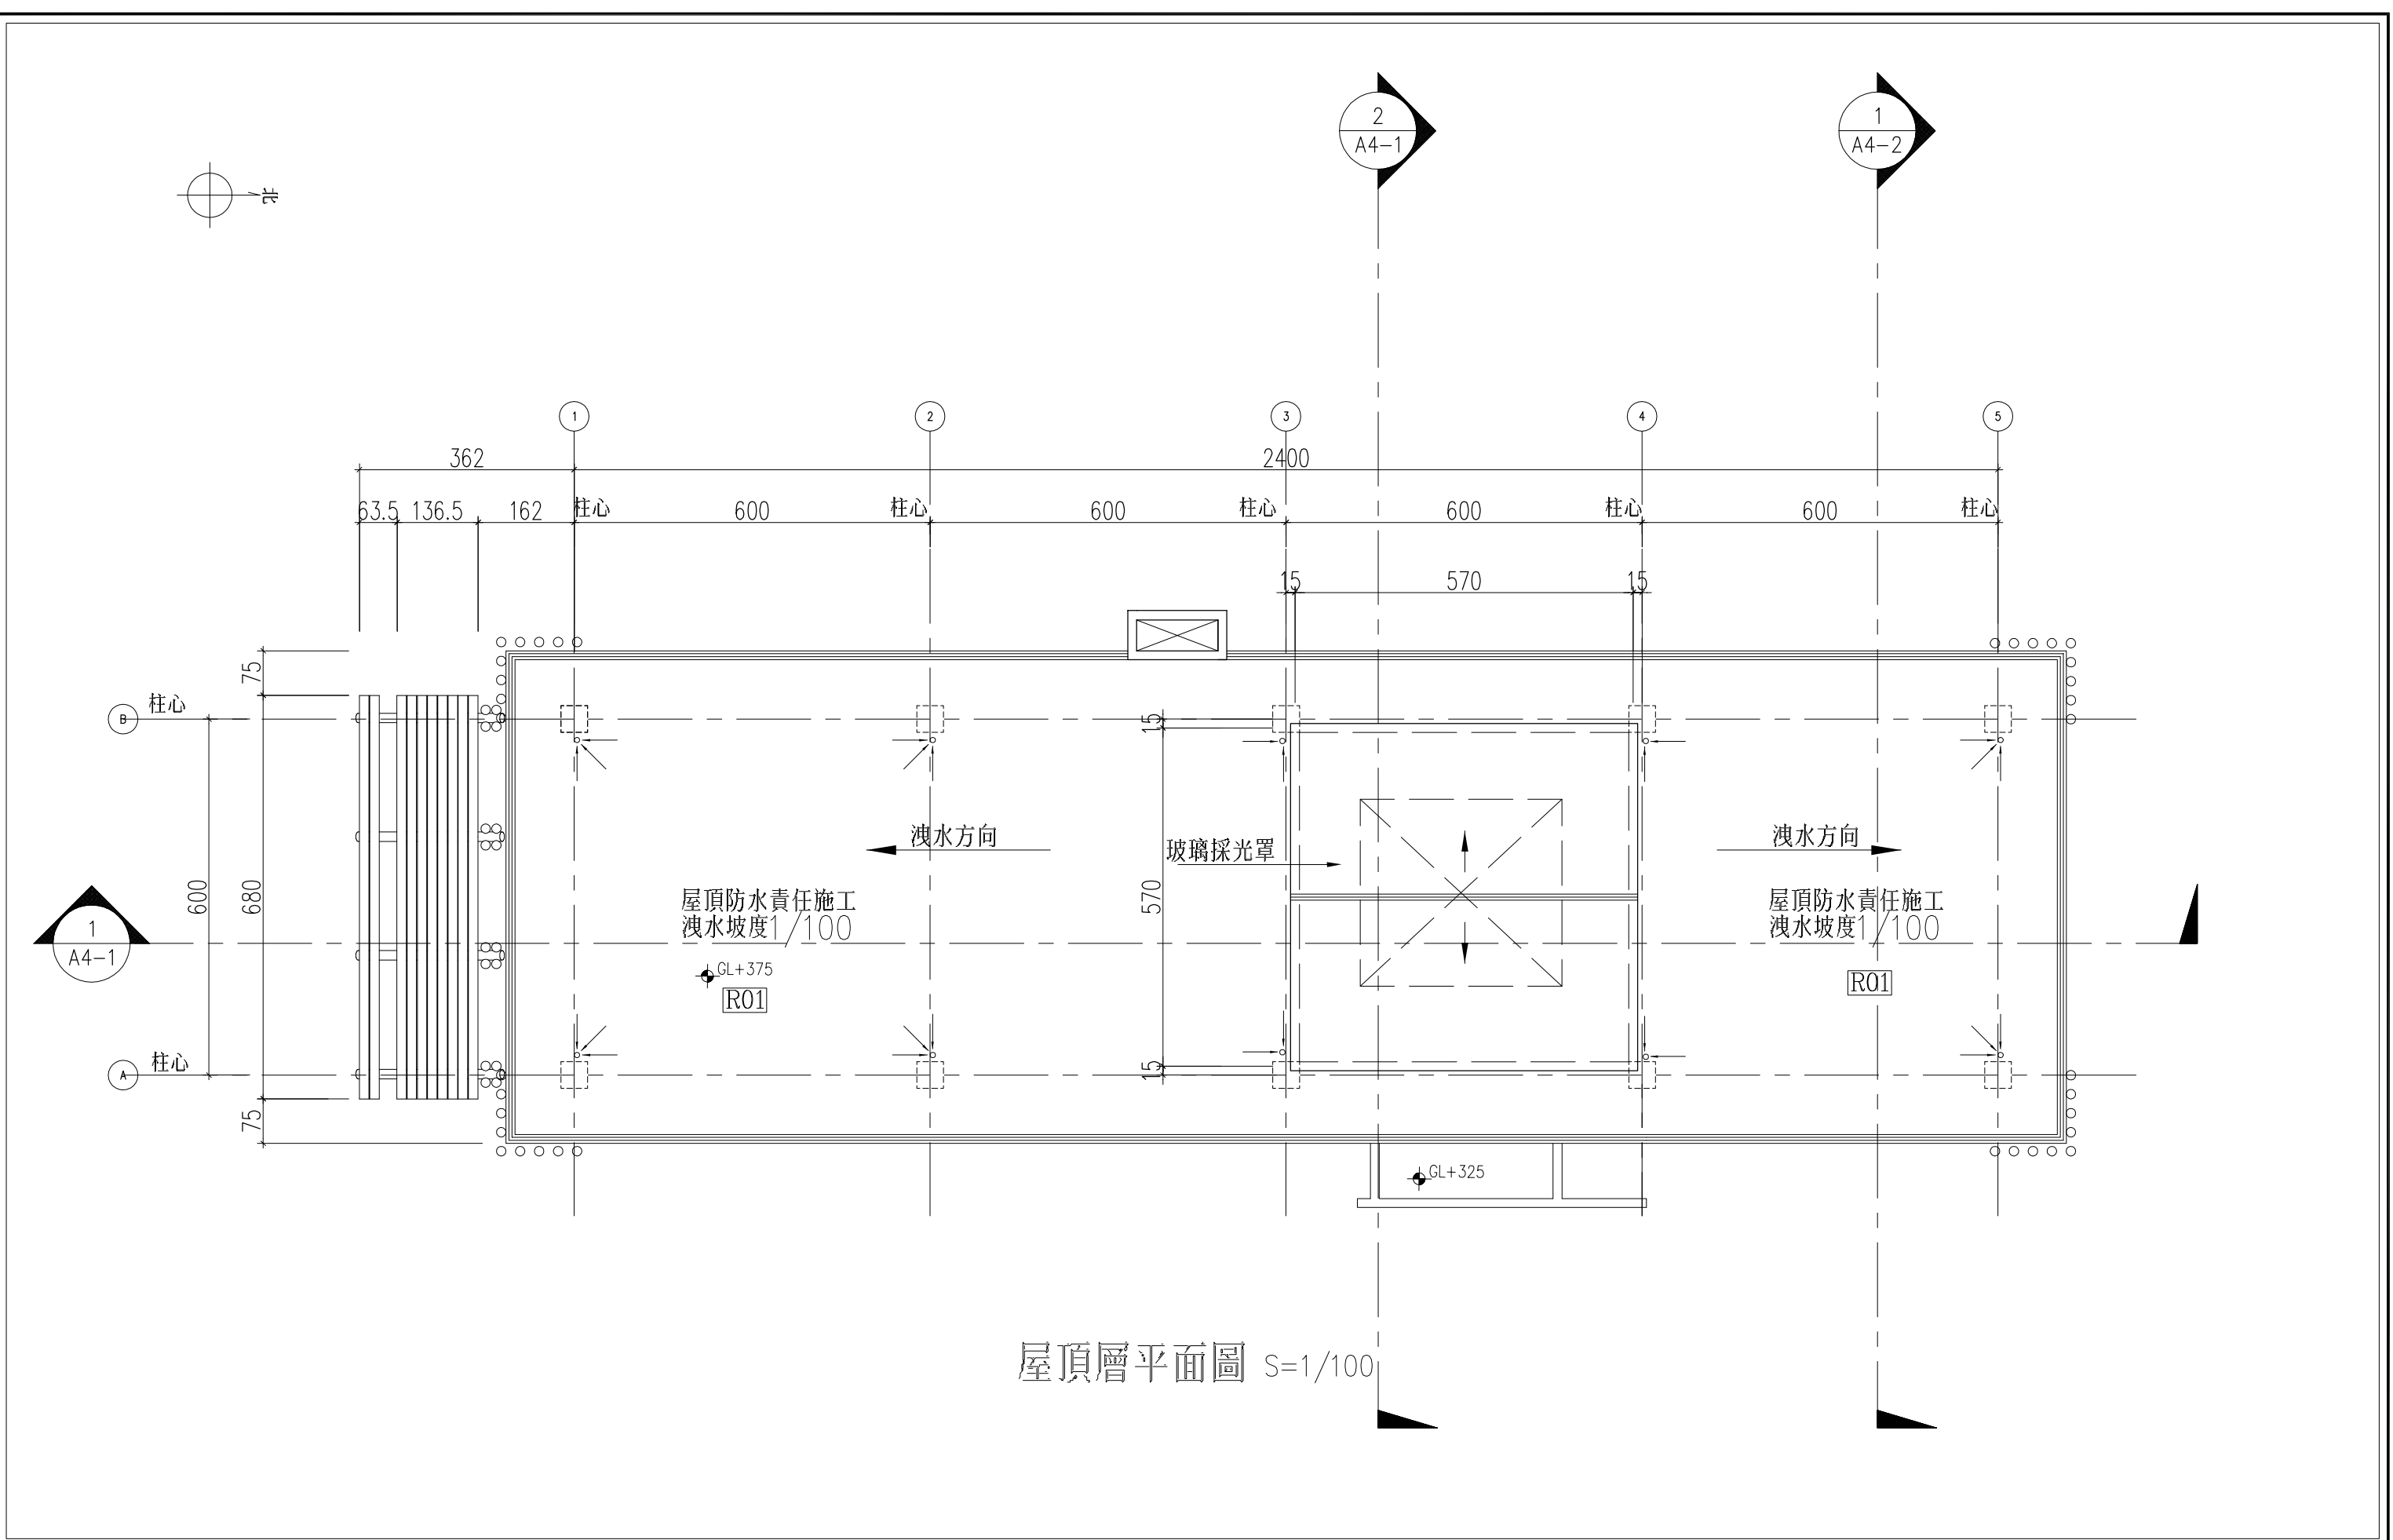 2
A4-1
1
A4-2
北
1
2
3
4
5
362
2400
63.5
136.5
162
柱心
600
柱心
600
柱心
600
柱心
600
柱心
15
570
15
75
B
柱心
15
洩水方向
洩水方向
玻璃採光罩
600
680
570
屋頂防水責任施工
洩水坡度1/100
屋頂防水責任施工
洩水坡度1/100
1
A4-1
GL+375
R01
R01
A
柱心
15
75
GL+325
屋頂層平面圖 S=1/100